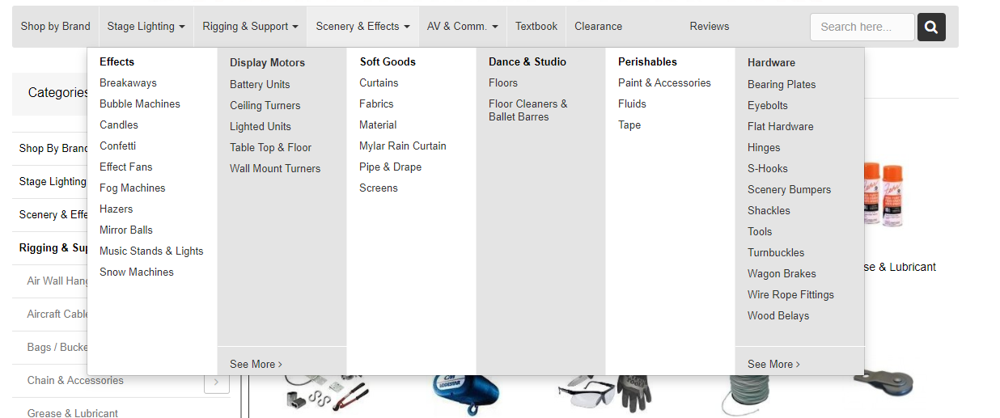 Shop by Brand
Stage Lighting
Rigging & Support
Scenery & Effects
AV & Comm.
Textbook
Clearance
Reviews
Search here...
Categories
Shop By Brand
Stage Lighting
Scenery & Effe
Rigging & Sup
Air Wall Hang
Aircraft Cable
Bags / Bucke
Chain & Accessories
Grease & Lubricant
Effects
Breakaways
Bubble Machines
Candles
Confetti
Effect Fans
Fog Machines
Hazers
Mirror Balls
Music Stands & Lights
Snow Machines
Display Motors
Battery Units
Ceiling Turners
Lighted Units
Table Top & Floor
Wall Mount Turners
See More
Soft Goods
Curtains
Fabrics
Material
Mylar Rain Curtain
Pipe & Drape
Screens
Dance & Studio
Floors
Floor Cleaners &
Ballet Barres
Perishables
Paint & Accessories
Fluids
Tape
Hardware
Bearing Plates
Eyebolts
Flat Hardware
Hinges
S-Hooks
Scenery Bumpers
Shackles
Tools
Turnbuckles
Wagon Brakes
Wire Rope Fittings
Wood Belays
See More
se & Lubricant
CM
LODESTAR